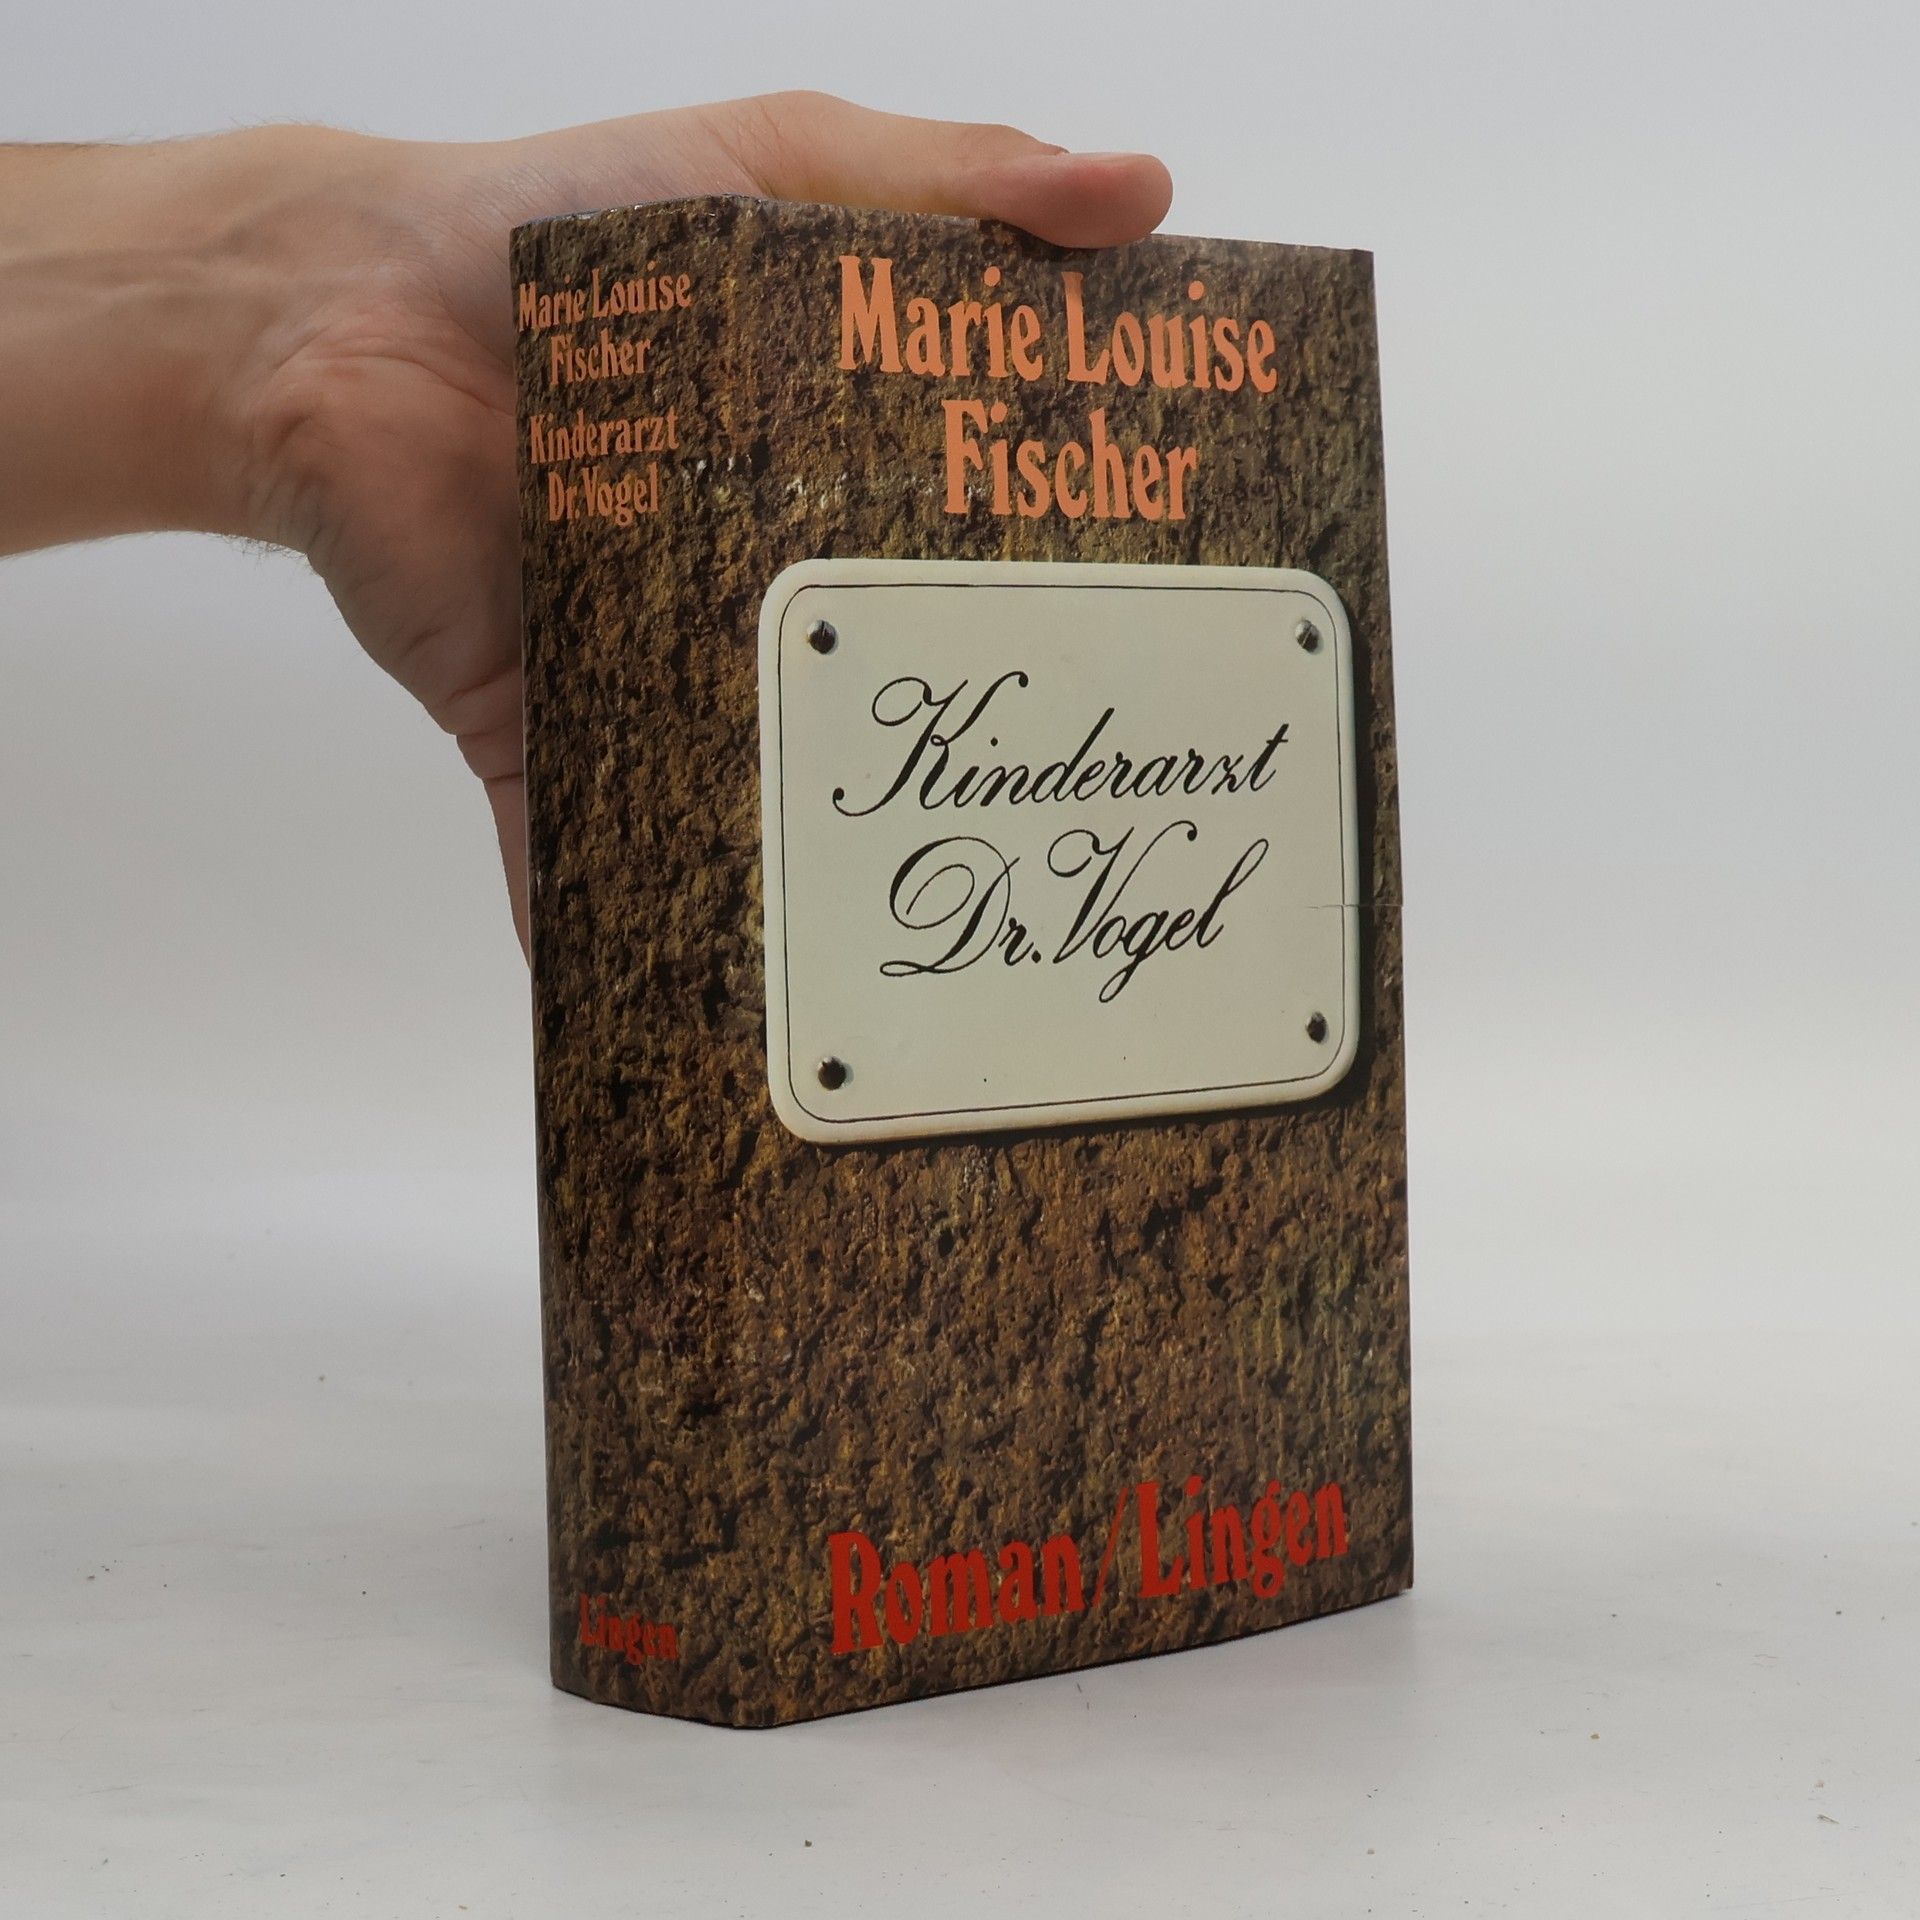 Marie Louise
Fischer
Kinderarzt
Dr. Vogel
Lingen
Marie Louise
Fischer
Kinderarzt
Dr. Vogel
Roman/Lingen